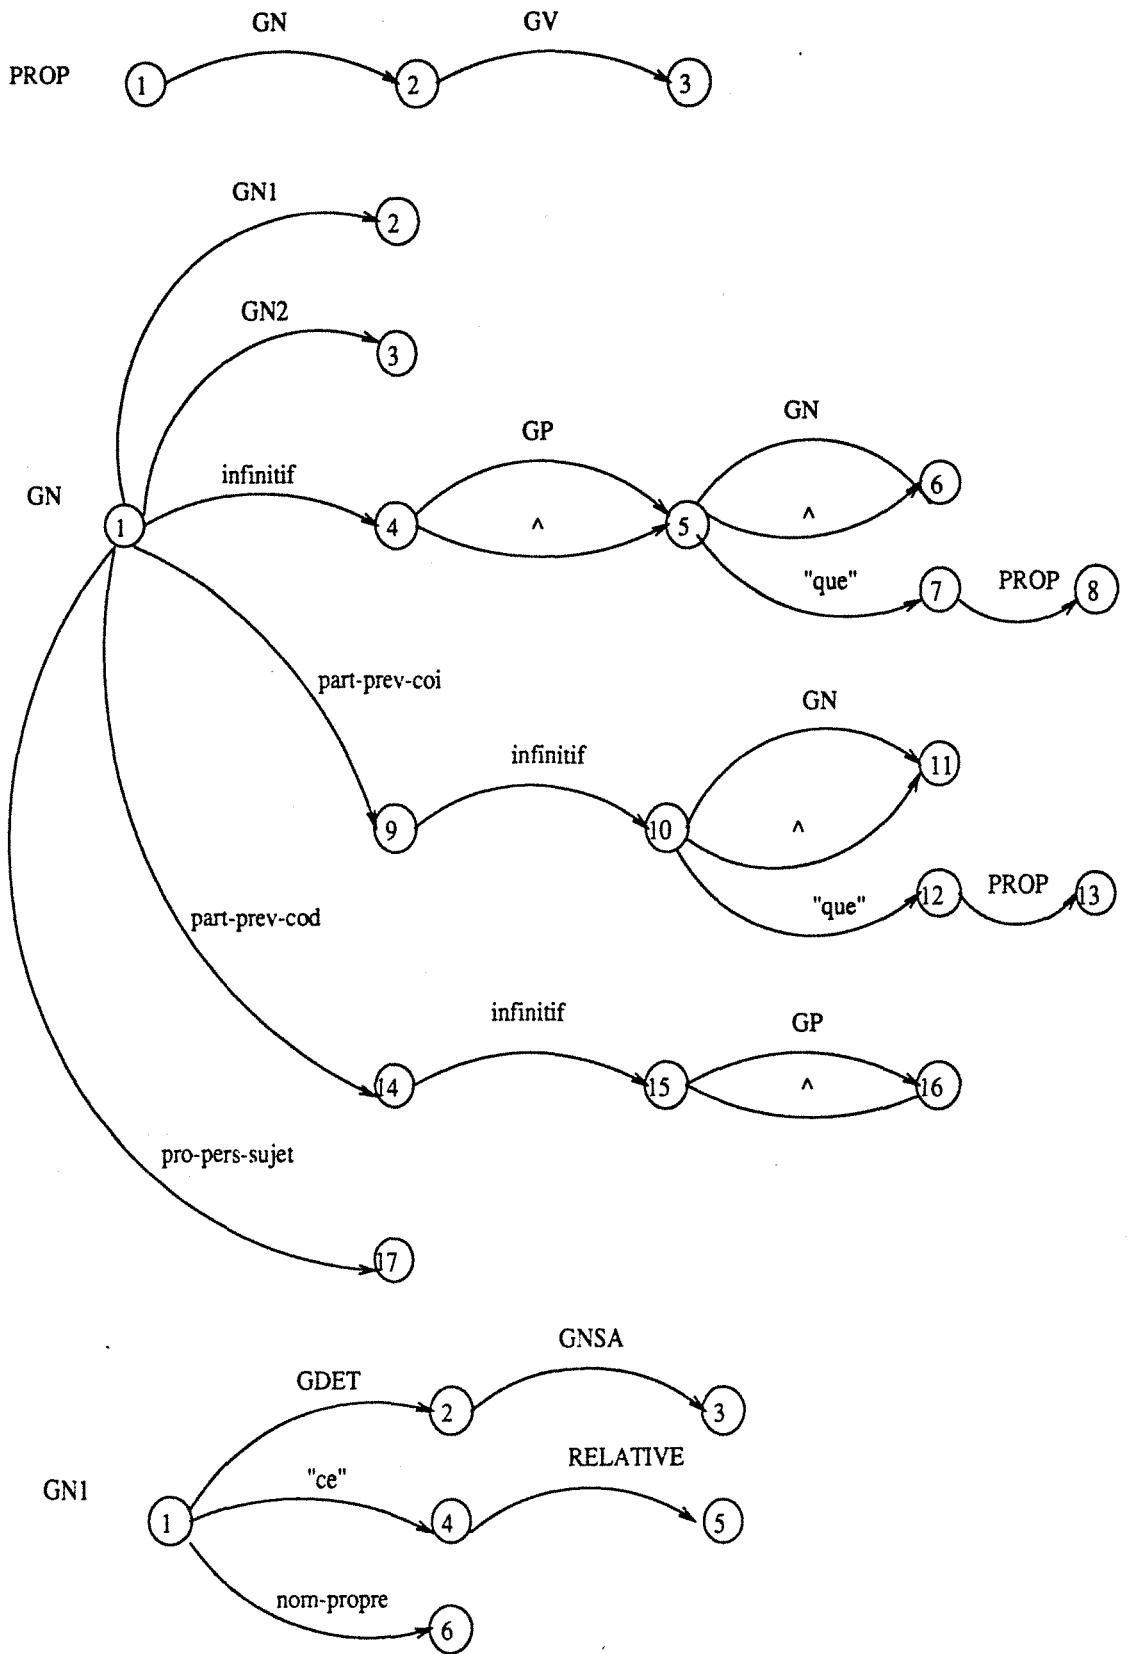 GN GV
PROP 1 2 3
GN1
2
GN2
3
GN
GP
infinitif
GN 1 4 ^ 5 ^ 6
"que" 7 PROP 8
part-prev-coi
GN
infinitif
11
9 10 ^
"que" 12 PROP 13
part-prev-cod
infinitif GP
14 15 ^ 16
pro-pers-sujet
17
GNSA
GDET
2 3
RELATIVE
"ce"
GN1 1 4 5
nom-propre
6